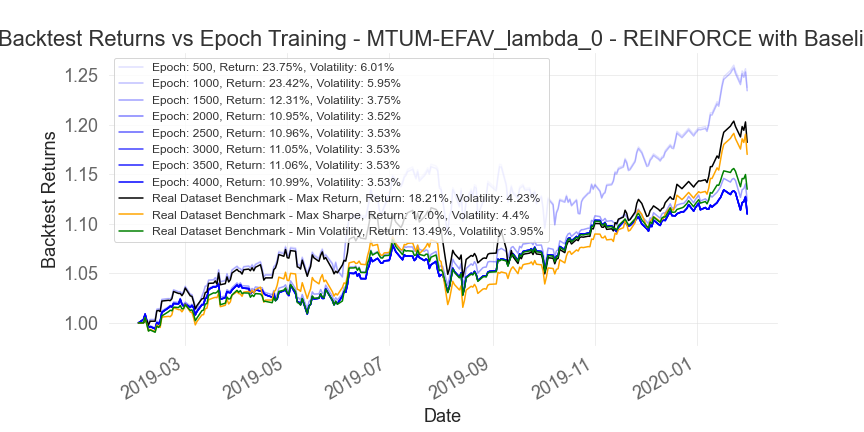 Backtest Returns vs Epoch Training - MTUM-EFAV_lambda_0 - REINFORCE with Baseli
Epoch: 500, Return: 23.75%, Volatility: 6.01%
Epoch: 1000, Return: 23.42%, Volatility: 5.95%
Epoch: 1500, Return: 12.31%, Volatility: 3.75%
Epoch: 2000, Return: 10.95%, Volatility: 3.52%
Epoch: 2500, Return: 10.96%, Volatility: 3.53%
Epoch: 3000, Return: 11.05%, Volatility: 3.53%
Epoch: 3500, Return: 11.06%, Volatility: 3.53%
Epoch: 4000, Return: 10.99%, Volatility: 3.53%
Real Dataset Benchmark - Max Return, Return: 18.21%, Volatility: 4.23%
Real Dataset Benchmark - Max Sharpe, Return: 17.0%, Volatility: 4.4%
Real Dataset Benchmark - Min Volatility, Return: 13.49%, Volatility: 3.95%
Backtest Returns
1.25
1.20
1.15
1.10
1.05
1.00
2019-03
2019-05
2019-07
2019-09
2019-11
2020-01
Date